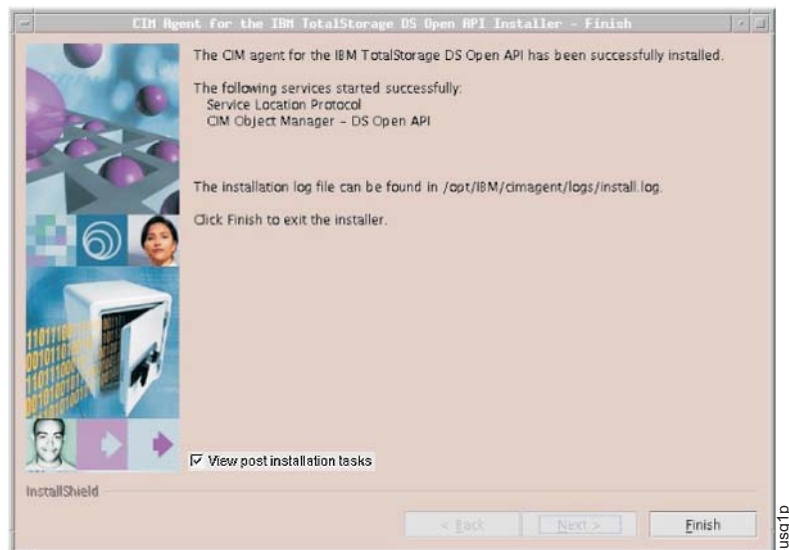 CIM Agent for the IBM TotalStorage DS Open API Installer - Finish
The CIM agent for the IBM TotalStorage DS Open API has been successfully installed.
The following services started successfully:
Service Location Protocol
CIM Object Manager - DS Open API
The installation log file can be found in /opt/IBM/cimagent/logs/install.log.
Click Finish to exit the installer.
View post installation tasks
InstallShield
< Back
Next >
Finish
usq1p